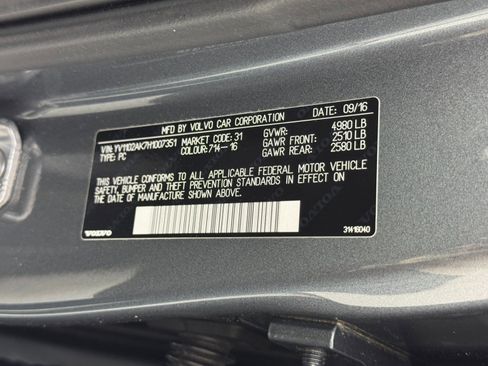 MFD BY VOLVO CAR CORPORATION DATE: 09/16
VIN: YV1102AK7H1007351 MARKET CODE: 31 GVWR: 4980 LB
TYPE: PC COLOUR: 714-16 GAWR FRONT: 2510 LB
GAWR REAR: 2580 LB
THIS VEHICLE CONFORMS TO ALL APPLICABLE FEDERAL MOTOR VEHICLE
SAFETY, BUMPER AND THEFT PREVENTION STANDARDS IN EFFECT ON
THE DATE OF MANUFACTURE SHOWN ABOVE.
VOLVO 31416040